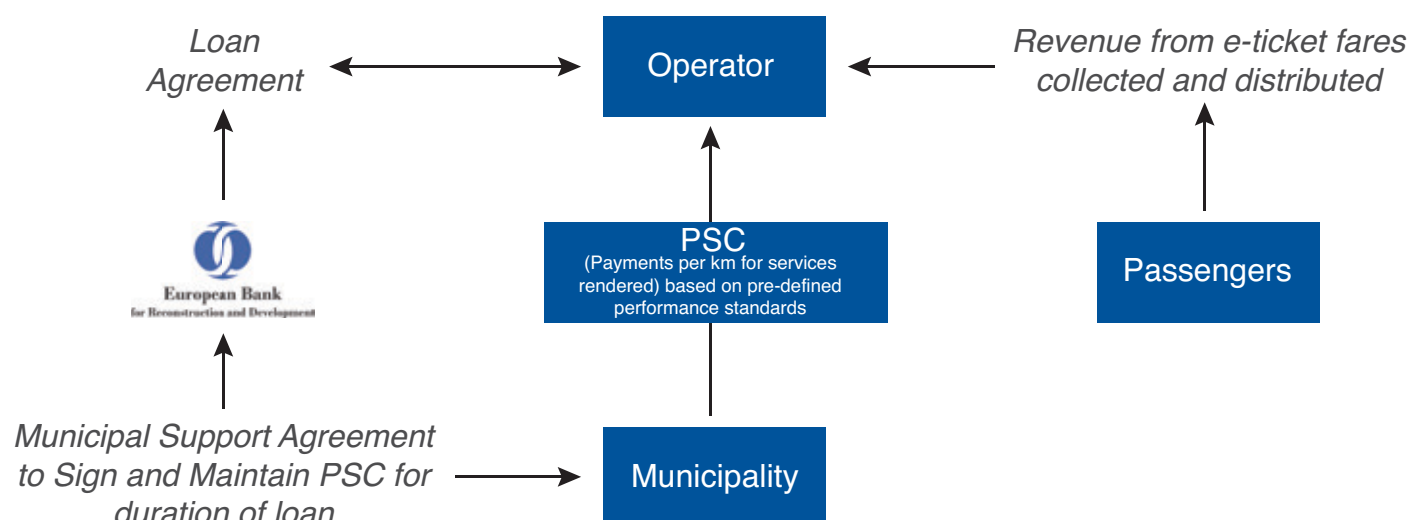 Loan
Agreement
Operator
Revenue from e-ticket fares
collected and distributed
European Bank
for Reconstruction and Development
PSC
(Payments per km for services
rendered) based on pre-defined
performance standards
Passengers
Municipal Support Agreement
to Sign and Maintain PSC for
duration of loan
Municipality